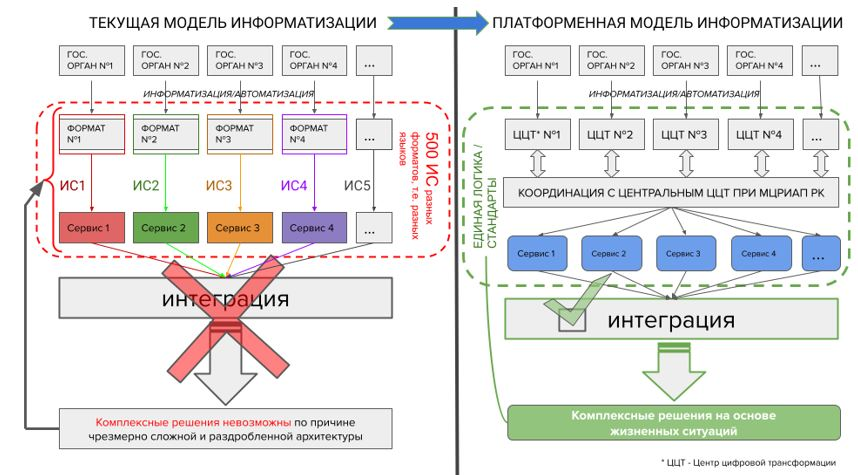 ТЕКУЩАЯ МОДЕЛЬ ИНФОРМАТИЗАЦИИ
ГОС.
ОРГАН №1
ГОС.
ОРГАН №2
ГОС.
ОРГАН №3
ГОС.
ОРГАН №4
...
ИНФОРМАТИЗАЦИЯ/АВТОМАТИЗАЦИЯ
ФОРМАТ
№1
ФОРМАТ
№2
ФОРМАТ
№3
ФОРМАТ
№4
...
500 ИС разных
форматов, т.е. разных
языков
ИС1
ИС2
ИС3
ИС4
ИС5
Сервис 1
Сервис 2
Сервис 3
Сервис 4
...
интеграция
Комплексные решения невозможны по причине
чрезмерно сложной и раздробленной архитектуры
ПЛАТФОРМЕННАЯ МОДЕЛЬ ИНФОРМАТИЗАЦИИ
ГОС.
ОРГАН №1
ГОС.
ОРГАН №2
ГОС.
ОРГАН №3
ГОС.
ОРГАН №4
...
ИНФОРМАТИЗАЦИЯ/АВТОМАТИЗАЦИЯ
ЦЦТ* №1
ЦЦТ №2
ЦЦТ №3
ЦЦТ №4
...
ЕДИНАЯ ЛОГИКА /
СТАНДАРТЫ
КООРДИНАЦИЯ С ЦЕНТРАЛЬНЫМ ЦЦТ ПРИ МЦРИАП РК
Сервис 1
Сервис 2
Сервис 3
Сервис 4
...
интеграция
Комплексные решения на основе
жизненных ситуаций
* ЦЦТ - Центр цифровой трансформации